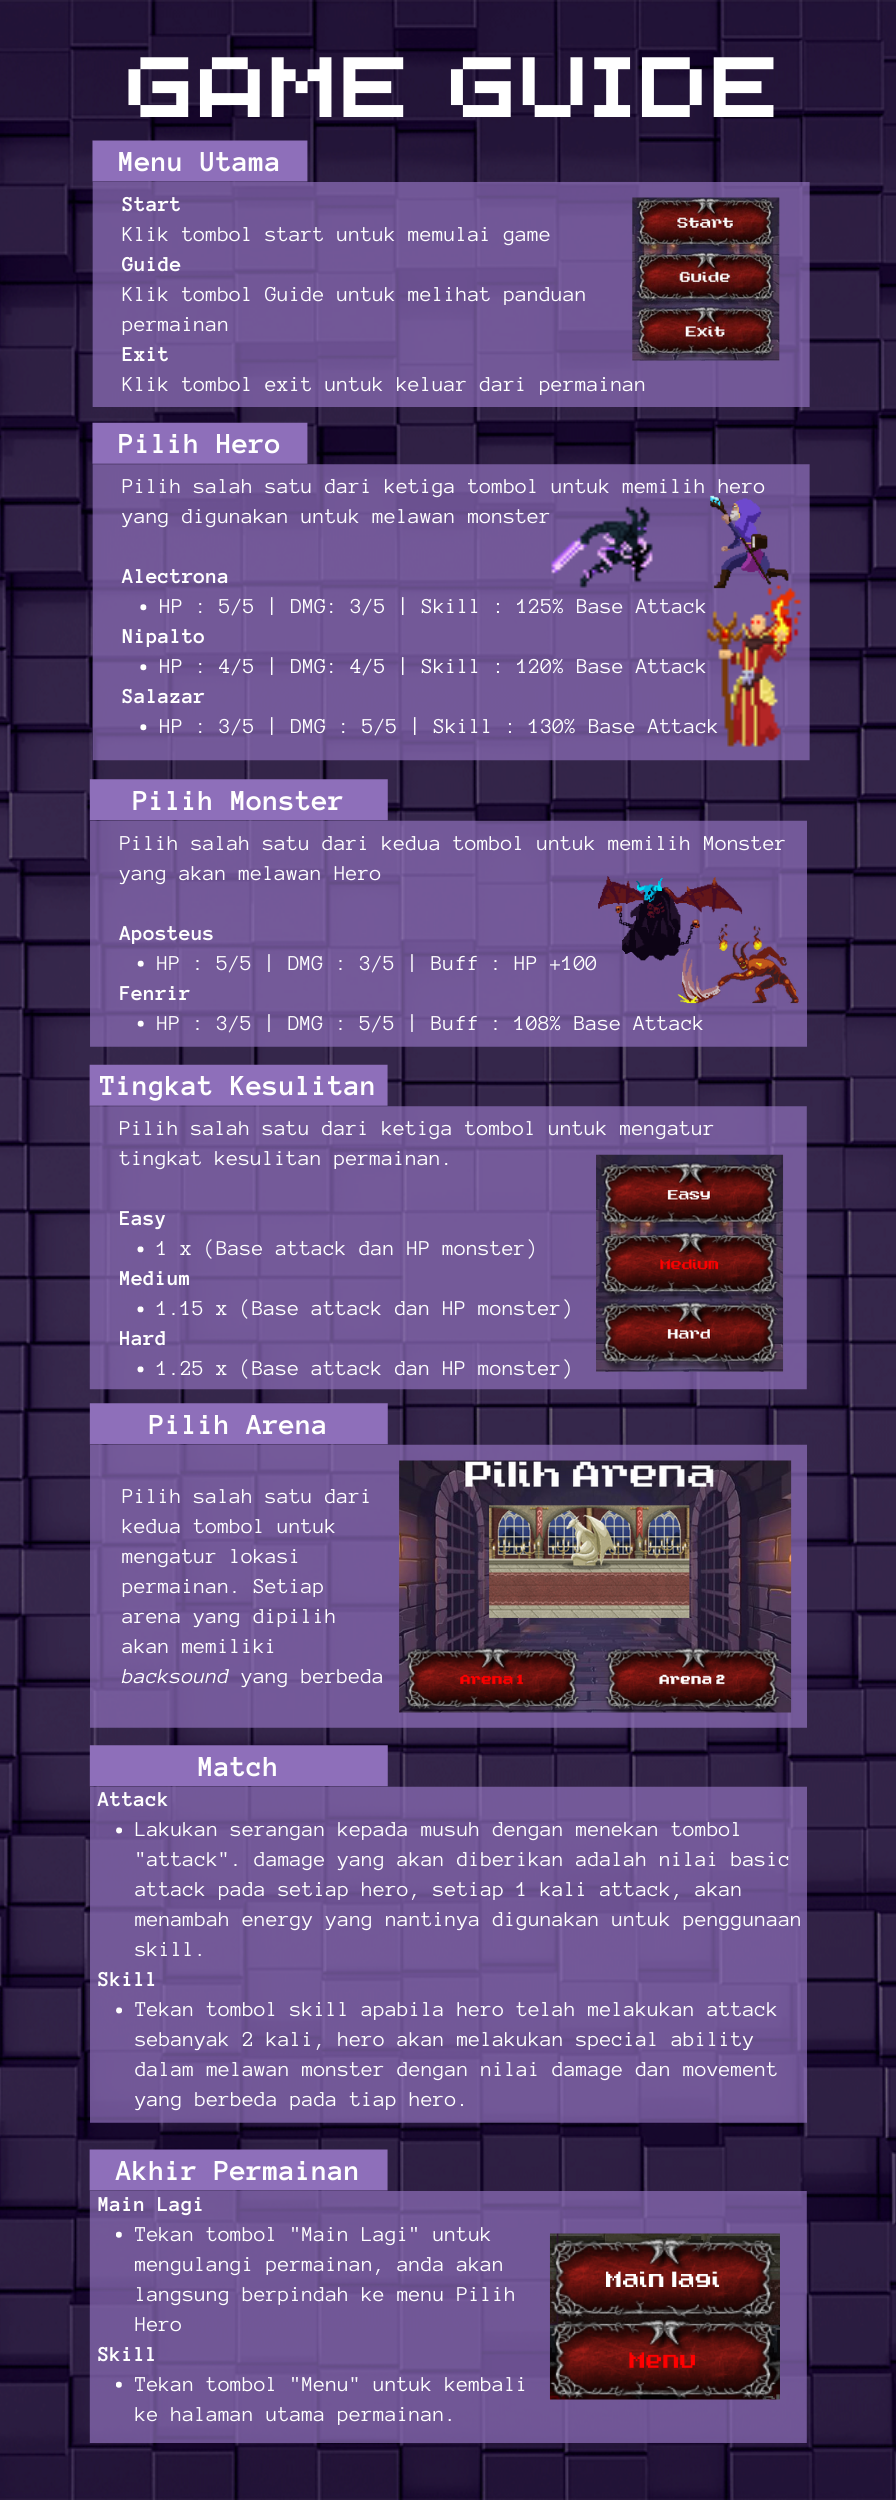 GAME GUIDE
Menu Utama
Start
Klik tombol start untuk memulai game
Guide
Klik tombol Guide untuk melihat panduan
permainan
Exit
Klik tombol exit untuk keluar dari permainan
Start
Guide
Exit
Pilih Hero
Pilih salah satu dari ketiga tombol untuk memilih hero
yang digunakan untuk melawan monster
Alectrona
• HP : 5/5 | DMG: 3/5 | Skill : 125% Base Attack
Nipalto
• HP : 4/5 | DMG: 4/5 | Skill : 120% Base Attack
Salazar
• HP : 3/5 | DMG : 5/5 | Skill : 130% Base Attack
Pilih Monster
Pilih salah satu dari kedua tombol untuk memilih Monster
yang akan melawan Hero
Aposteus
• HP : 5/5 | DMG : 3/5 | Buff : HP +100
Fenrir
• HP : 3/5 | DMG : 5/5 | Buff : 108% Base Attack
Tingkat Kesulitan
Pilih salah satu dari ketiga tombol untuk mengatur
tingkat kesulitan permainan.
Easy
• 1 x (Base attack dan HP monster)
Medium
• 1.15 x (Base attack dan HP monster)
Hard
• 1.25 x (Base attack dan HP monster)
Easy
Medium
Hard
Pilih Arena
Pilih salah satu dari
kedua tombol untuk
mengatur lokasi
permainan. Setiap
arena yang dipilih
akan memiliki
backsound yang berbeda
Pilih Arena
Arena 1
Arena 2
Match
Attack
• Lakukan serangan kepada musuh dengan menekan tombol
"attack". damage yang akan diberikan adalah nilai basic
attack pada setiap hero, setiap 1 kali attack, akan
menambah energy yang nantinya digunakan untuk penggunaan
skill.
Skill
• Tekan tombol skill apabila hero telah melakukan attack
sebanyak 2 kali, hero akan melakukan special ability
dalam melawan monster dengan nilai damage dan movement
yang berbeda pada tiap hero.
Akhir Permainan
Main Lagi
• Tekan tombol "Main Lagi" untuk
mengulangi permainan, anda akan
langsung berpindah ke menu Pilih
Hero
Skill
• Tekan tombol "Menu" untuk kembali
ke halaman utama permainan.
Main lagi
Menu